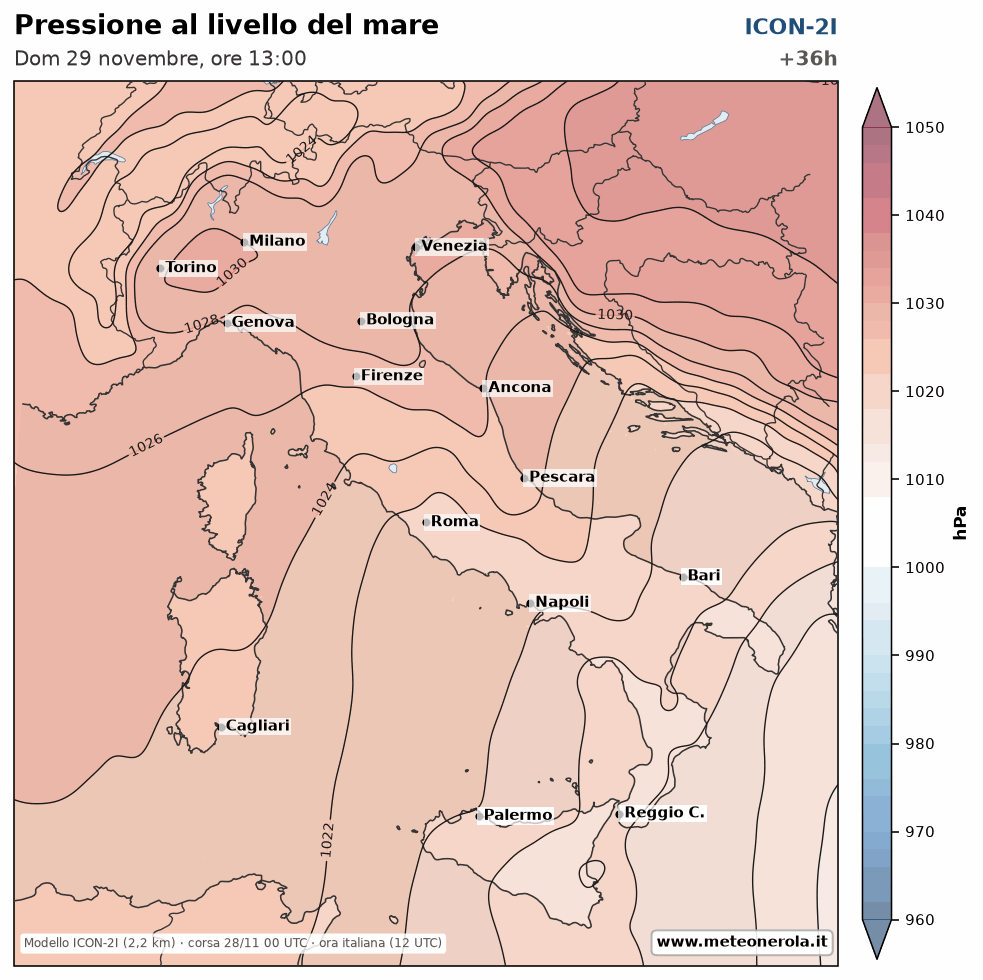 Pressione al livello del mare
ICON-2I
Dom 29 novembre, ore 13:00
+36h
1024
Milano
Torino
1030
Venezia
1028
Genova
Bologna
1030
Firenze
Ancona
1026
Pescara
1024
Roma
Bari
Napoli
Cagliari
Palermo
Reggio C.
1022
Modello ICON-2I (2,2 km) · corsa 28/11 00 UTC · ora italiana (12 UTC)
www.meteonerola.it
1050
1040
1030
1020
1010
1000
990
980
970
960
hPa